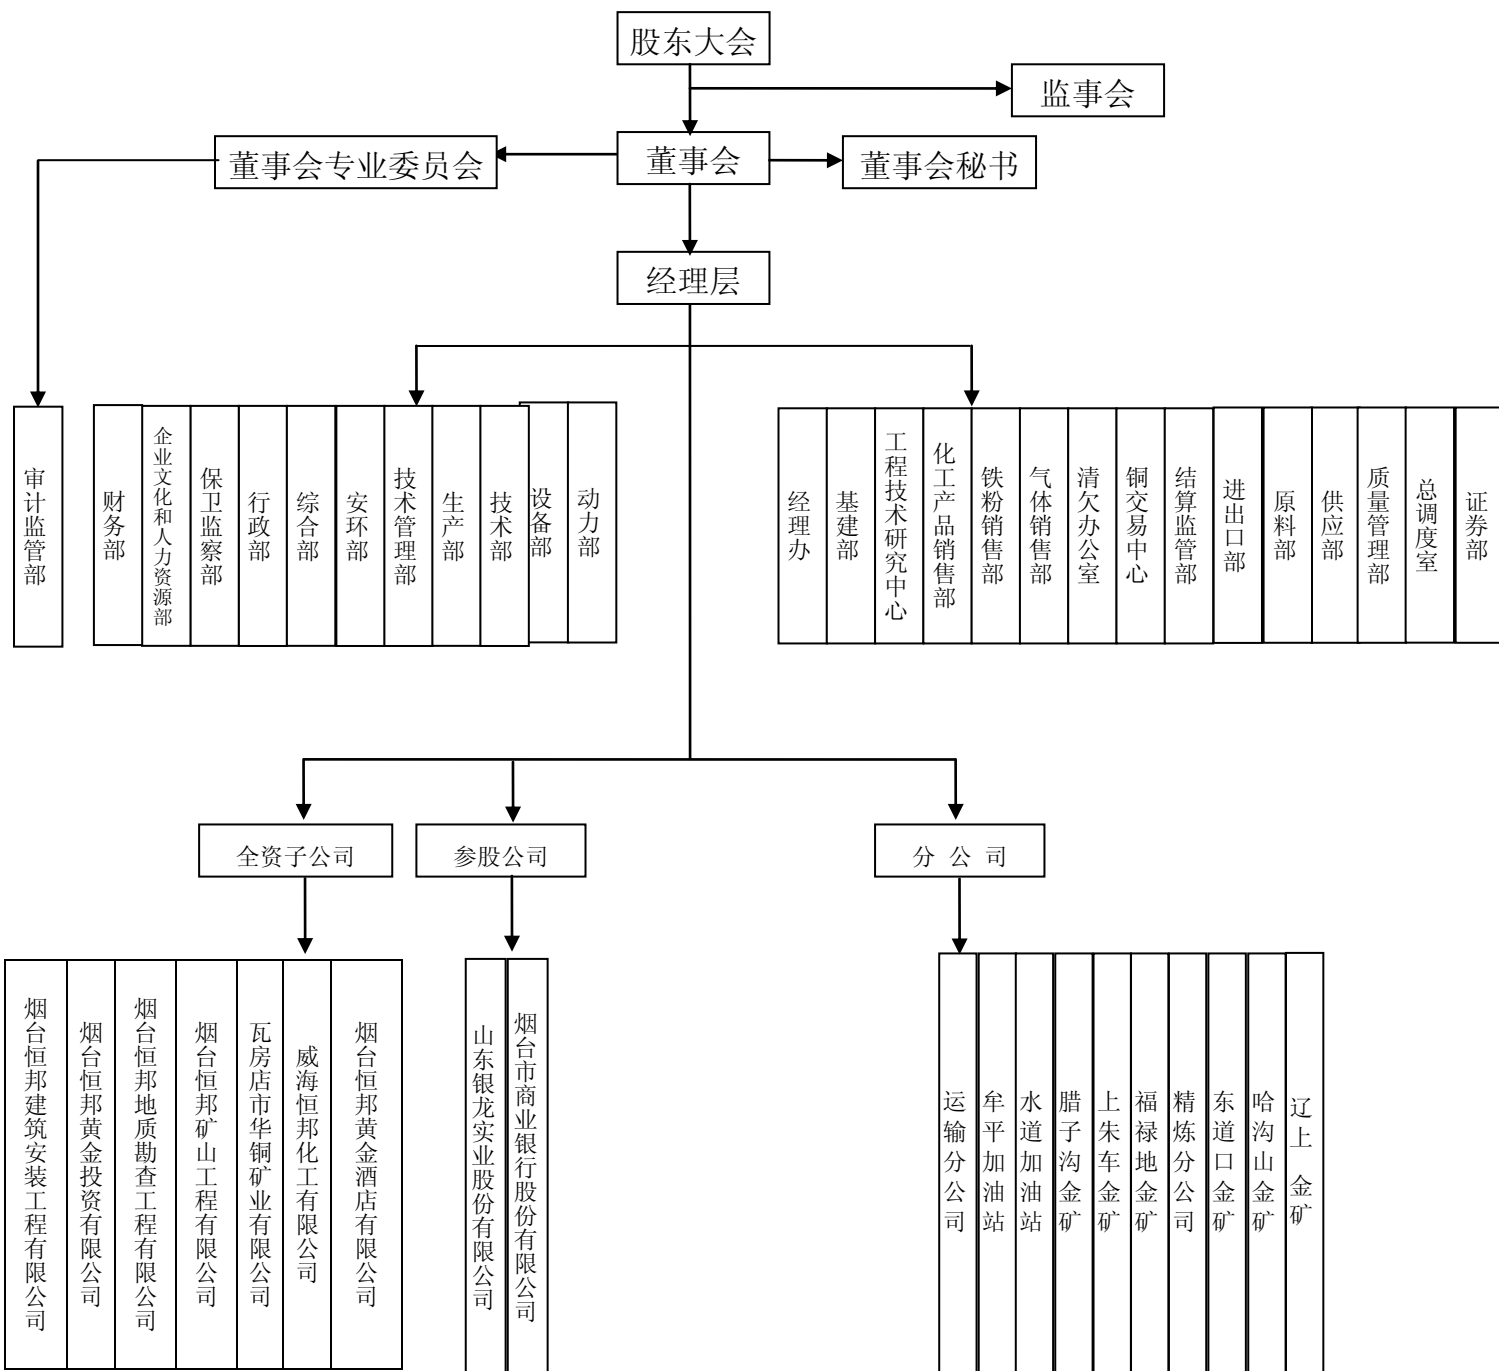 股东大会
监事会
董事会专业委员会
董事会
董事会秘书
经理层
审计监管部
财务部
企业文化和人力资源部
保卫监察部
行政部
综合部
安环部
技术管理部
生产部
技术部
设备部
动力部
经理办
基建部
工程技术研究中心
化工产品销售部
铁粉销售部
气体销售部
清欠办公室
铜交易中心
结算监管部
进出口部
原料部
供应部
质量管理部
总调度室
证券部
全资子公司
参股公司
分 公 司
烟台恒邦建筑安装工程有限公司
烟台恒邦黄金投资有限公司
烟台恒邦地质勘查工程有限公司
烟台恒邦矿山工程有限公司
瓦房店市华铜矿业有限公司
威海恒邦化工有限公司
烟台恒邦黄金酒店有限公司
山东银龙实业股份有限公司
烟台市商业银行股份有限公司
运输分公司
牟平加油站
水道加油站
腊子沟金矿
上朱车金矿
福禄地金矿
精炼分公司
东道口金矿
哈沟山金矿
辽上 金矿